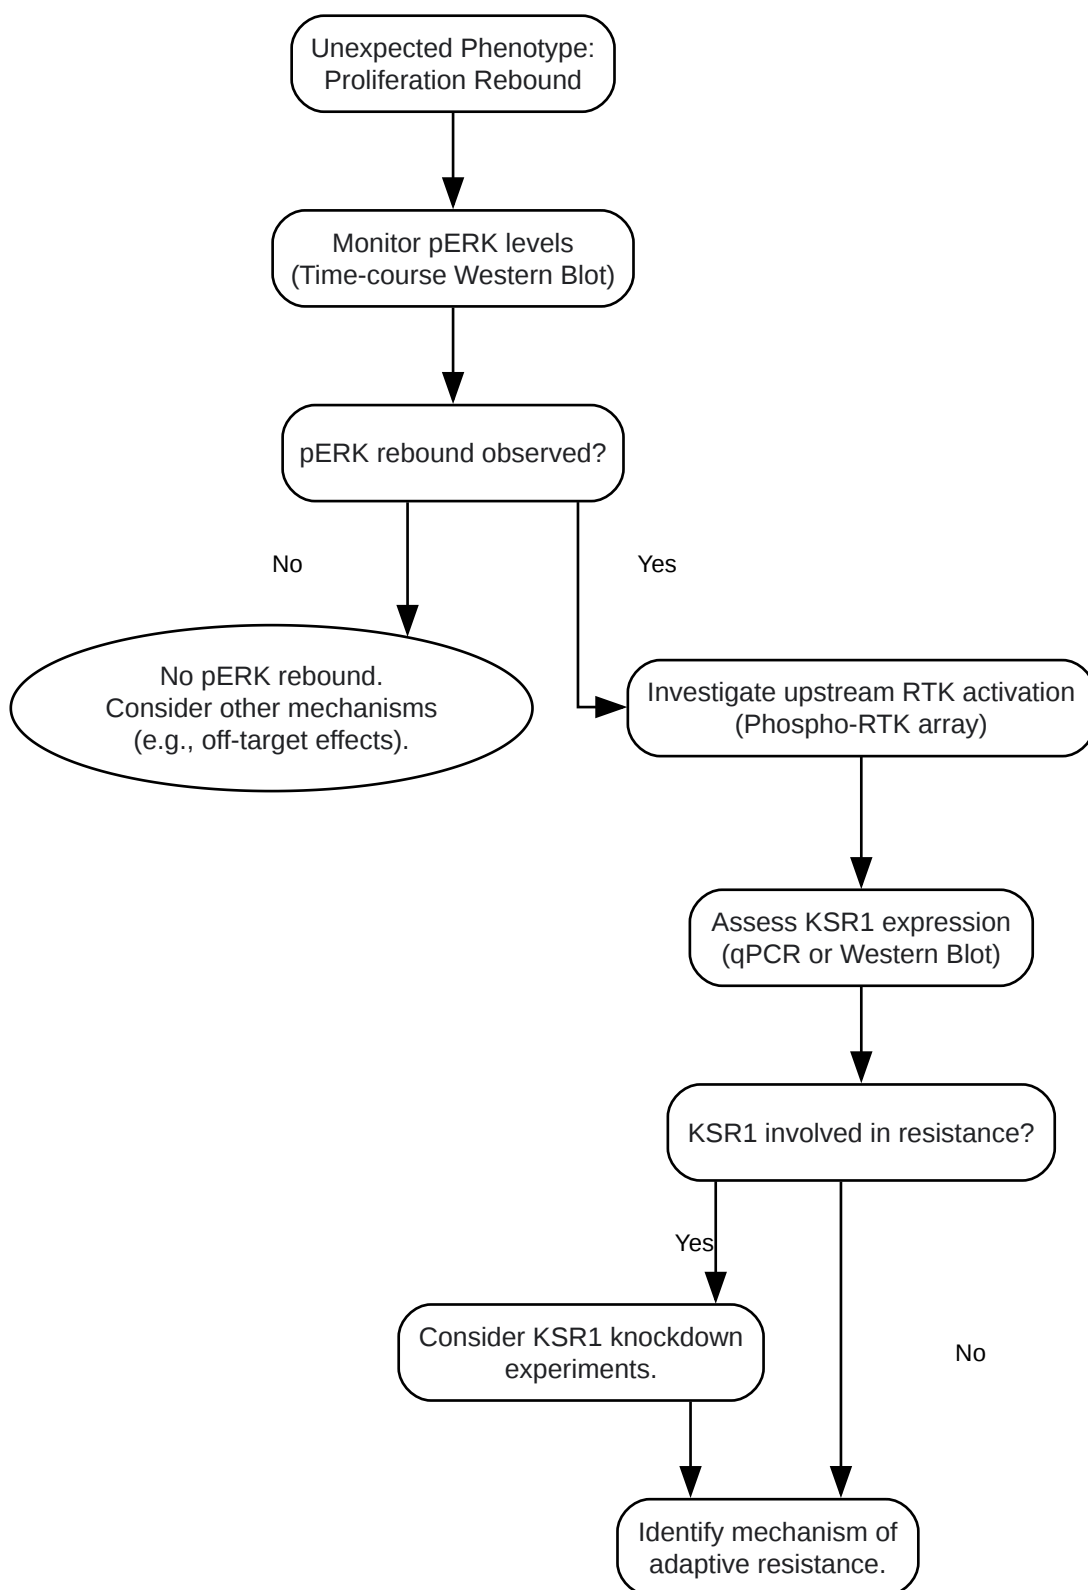 Unexpected Phenotype:
Proliferation Rebound
Monitor pERK levels
(Time-course Western Blot)
pERK rebound observed?
No
Yes
No pERK rebound.
Consider other mechanisms
(e.g., off-target effects).
Investigate upstream RTK activation
(Phospho-RTK array)
Assess KSR1 expression
(qPCR or Western Blot)
KSR1 involved in resistance?
Yes
Consider KSR1 knockdown
experiments.
No
Identify mechanism of
adaptive resistance.